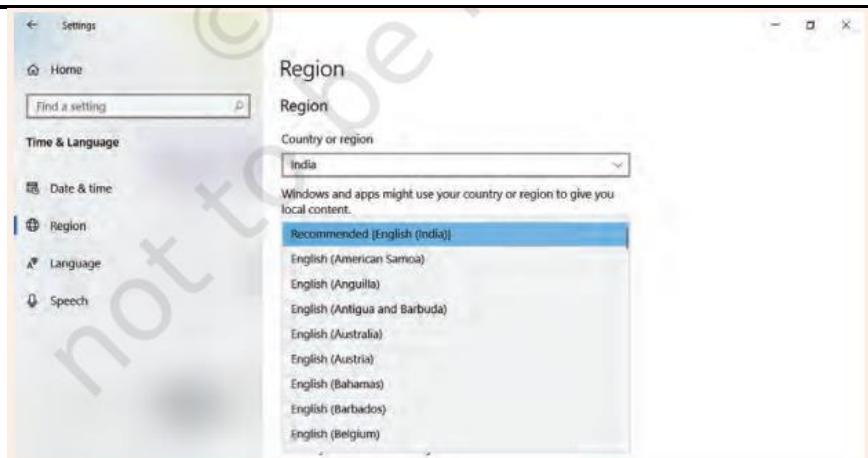 Settings
Home
Find a setting
Time & Language
Date & time
Region
Language
Speech
Region
Region
Country or region
India
Windows and apps might use your country or region to give you
local content.
Recommended [English (India)]
English (American Samoa)
English (Anguilla)
English (Antigua and Barbuda)
English (Australia)
English (Austria)
English (Bahamas)
English (Barbados)
English (Belgium)
©
not to be